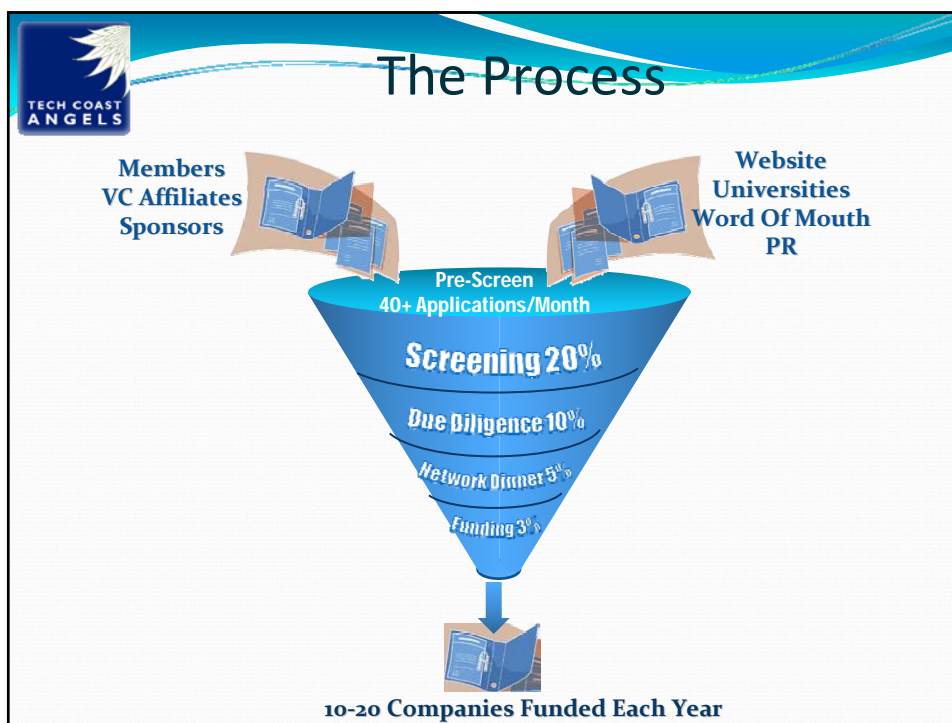 TECH COAST
ANGELS
The Process
Members
VC Affiliates
Sponsors
Website
Universities
Word Of Mouth
PR
Pre-Screen
40+ Applications/Month
Screening 20%
Due Diligence 10%
Network Dinner 5%
Funding 3%
10-20 Companies Funded Each Year